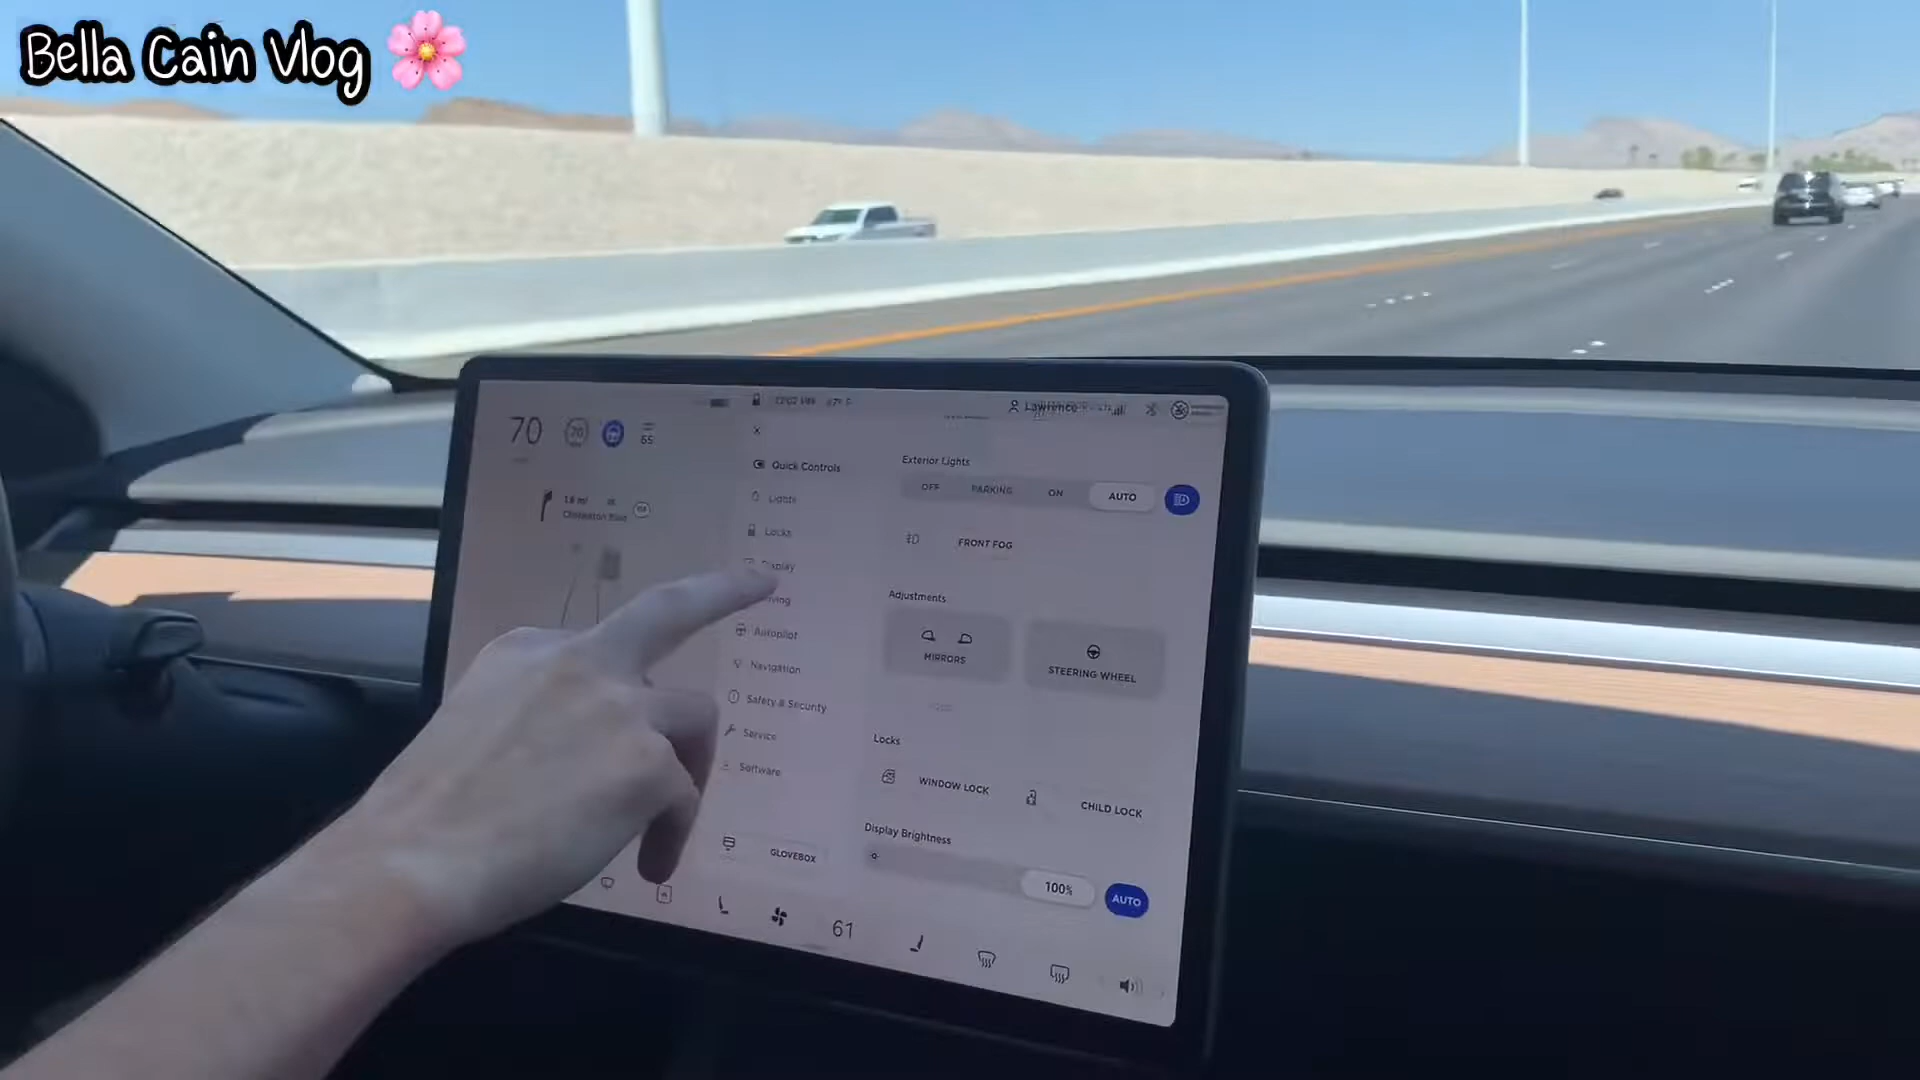 Bella Cain Vlog
Lawrence
70
70
65
Quick Controls
Lights
Locks
Display
Autopilot
Navigation
Safety & Security
Service
Software
GLOVEBOX
Exterior Lights
OFF PARKING ON AUTO
FRONT FOG
Adjustments
MIRRORS
STEERING WHEEL
Locks
WINDOW LOCK
CHILD LOCK
Display Brightness
100%
AUTO
61